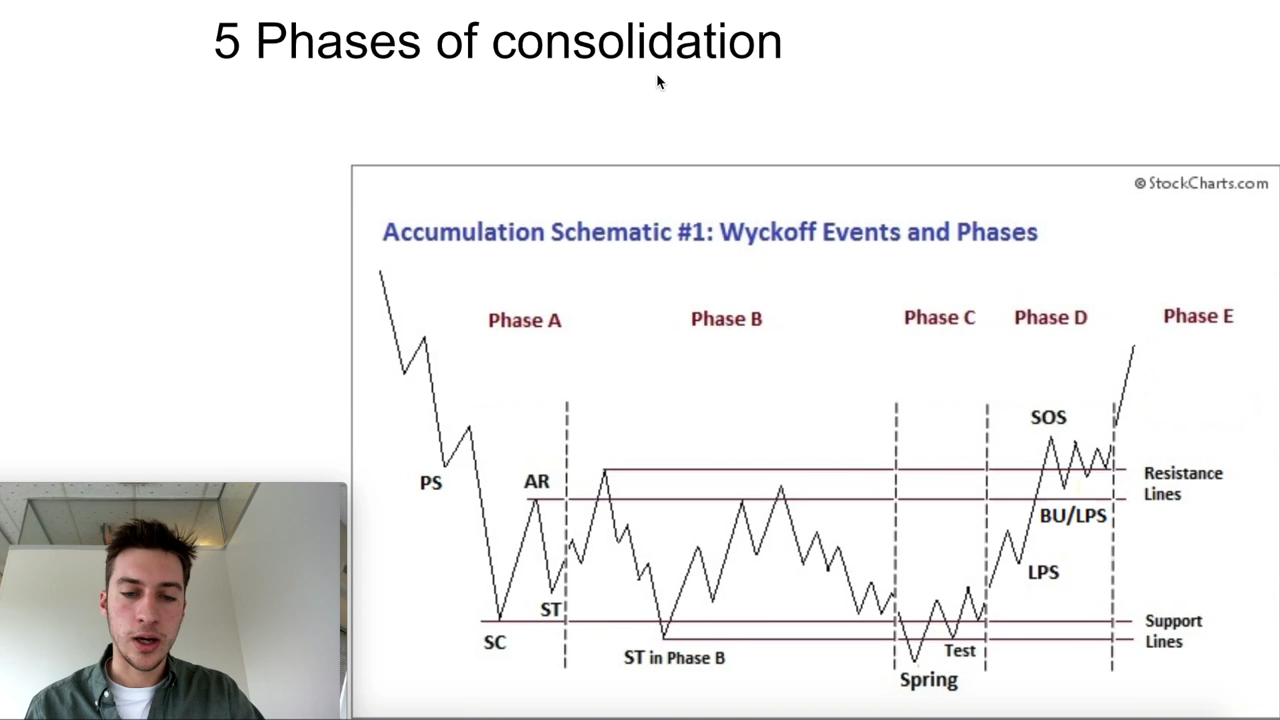 5 Phases of consolidation
© StockCharts.com
Accumulation Schematic #1: Wyckoff Events and Phases
Phase A
Phase B
Phase C
Phase D
Phase E
SOS
PS
AR
Resistance
Lines
BU/LPS
LPS
ST
SC
Support
Lines
ST in Phase B
Test
Spring